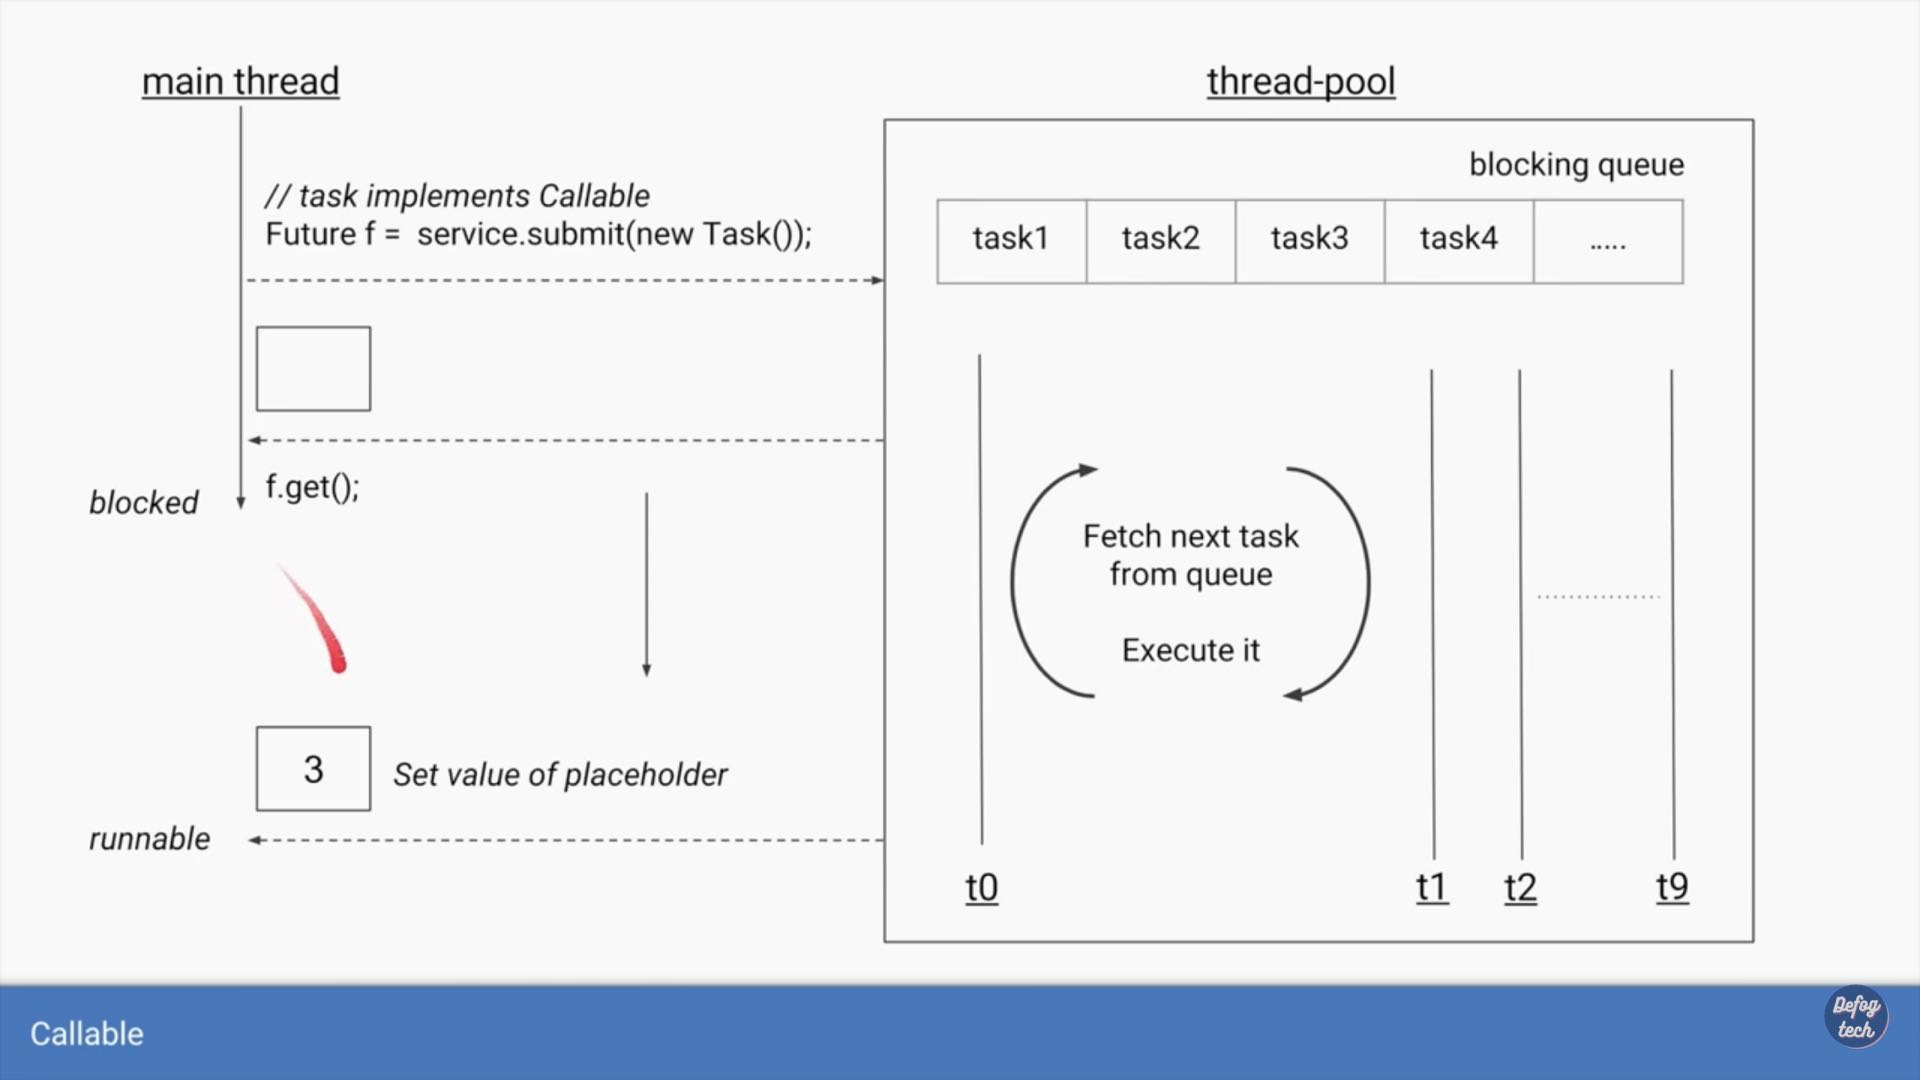 main thread
thread-pool
blocking queue
// task implements Callable
Future f =  service.submit(new Task());
task1
task2
task3
task4
.....
blocked
f.get();
Fetch next task
from queue
Execute it
3
Set value of placeholder
runnable
t0
t1
t2
t9
Callable
Defog
tech